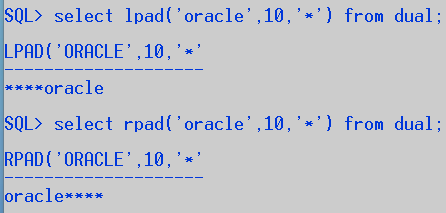 SQL> select lpad('oracle',10,'*') from dual;
LPAD('ORACLE',10,'*'
--------------------
****oracle
SQL> select rpad('oracle',10,'*') from dual;
RPAD('ORACLE',10,'*'
--------------------
oracle****